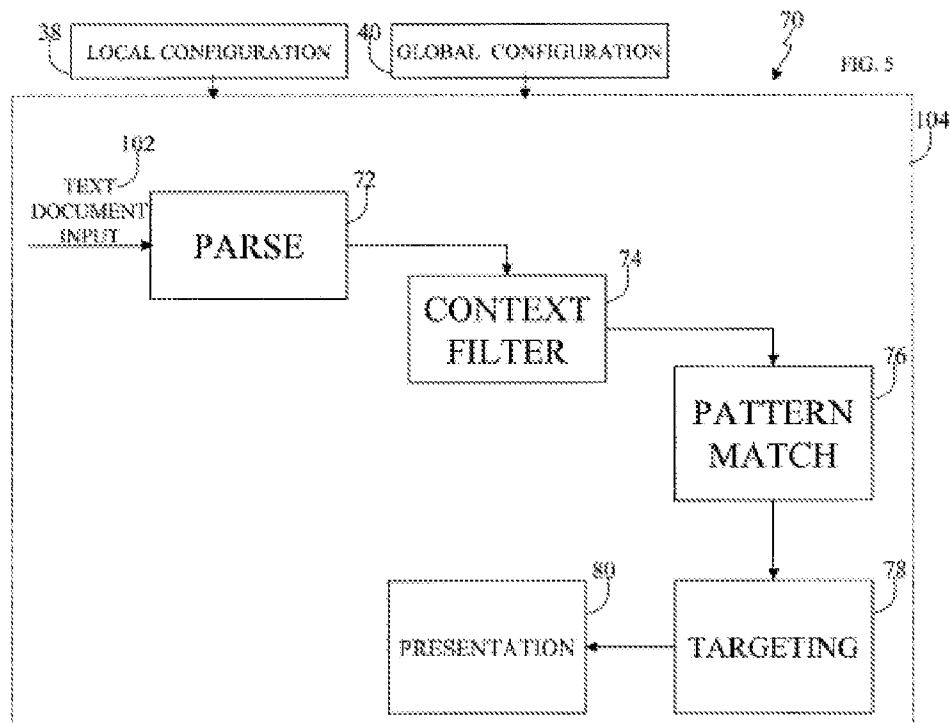 70
38
LOCAL CONFIGURATION
40
GLOBAL CONFIGURATION
FIG. 5
104
102
TEXT
DOCUMENT
INPUT
72
PARSE
74
CONTEXT
FILTER
76
PATTERN
MATCH
80
PRESENTATION
78
TARGETING